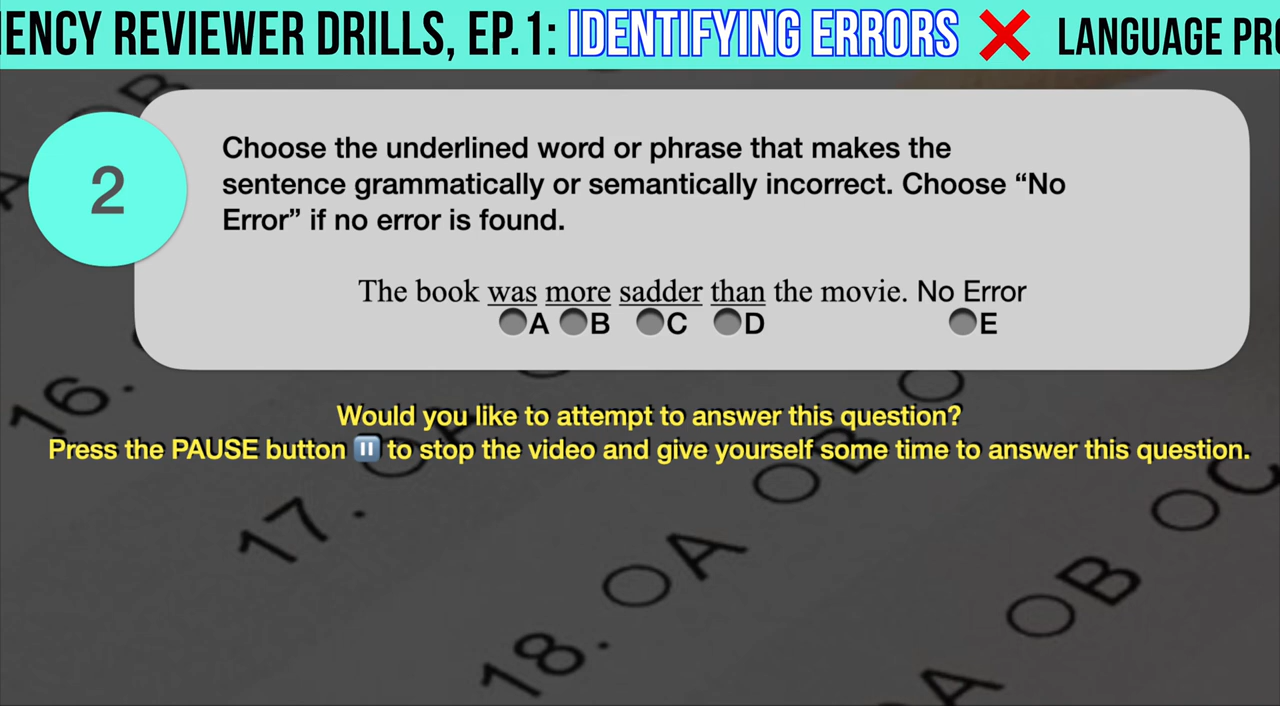 IENCY REVIEWER DRILLS, EP.1: IDENTIFYING ERRORS ❌ LANGUAGE PRO
2
Choose the underlined word or phrase that makes the
sentence grammatically or semantically incorrect. Choose “No
Error” if no error is found.
The book was more sadder than the movie. No Error
A B C D E
Would you like to attempt to answer this question?
Press the PAUSE button ⏸ to stop the video and give yourself some time to answer this question.
B
A
16.
17. A B C
18. A B
A